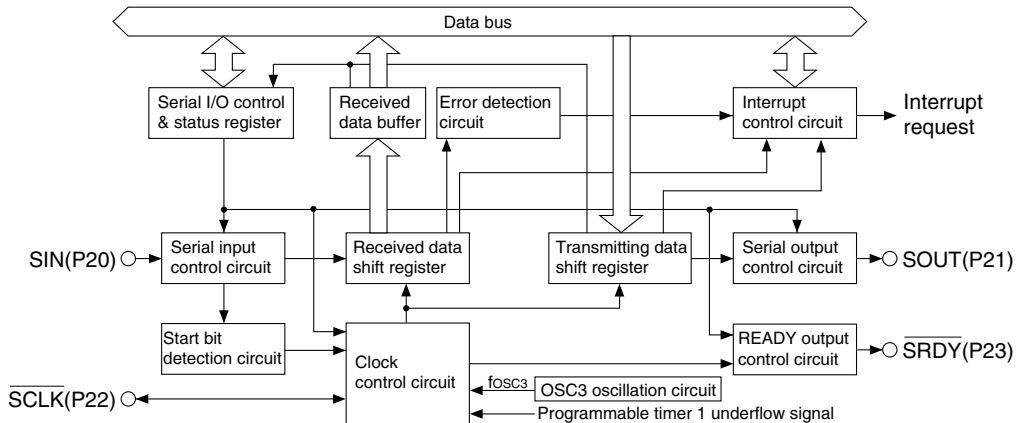 Data bus
Serial I/O control
& status register
Received
data buffer
Error detection
circuit
Interrupt
control circuit
Interrupt
request
SIN(P20)
Serial input
control circuit
Received data
shift register
Transmitting data
shift register
Serial output
control circuit
SOUT(P21)
Start bit
detection circuit
Clock
control circuit
READY output
control circuit
SRDY(P23)
SCLK(P22)
fOSC3
OSC3 oscillation circuit
Programmable timer 1 underflow signal